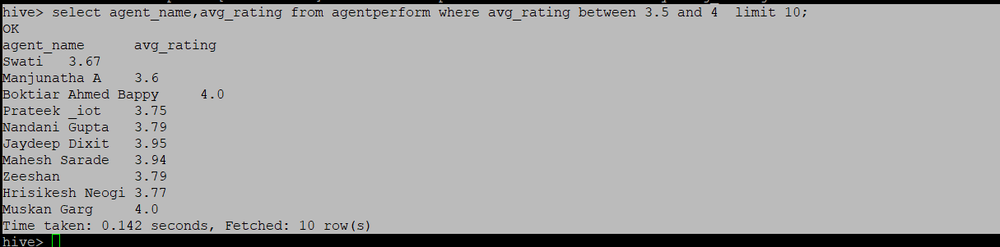 hive> select agent_name,avg_rating from agentperform where avg_rating between 3.5 and 4  limit 10;
OK
agent_name      avg_rating
Swati   3.67
Manjunatha A    3.6
Boktiar Ahmed Bappy     4.0
Prateek _iot    3.75
Nandani Gupta   3.79
Jaydeep Dixit   3.95
Mahesh Sarade   3.94
Zeeshan         3.79
Hrisikesh Neogi 3.77
Muskan Garg     4.0
Time taken: 0.142 seconds, Fetched: 10 row(s)
hive>